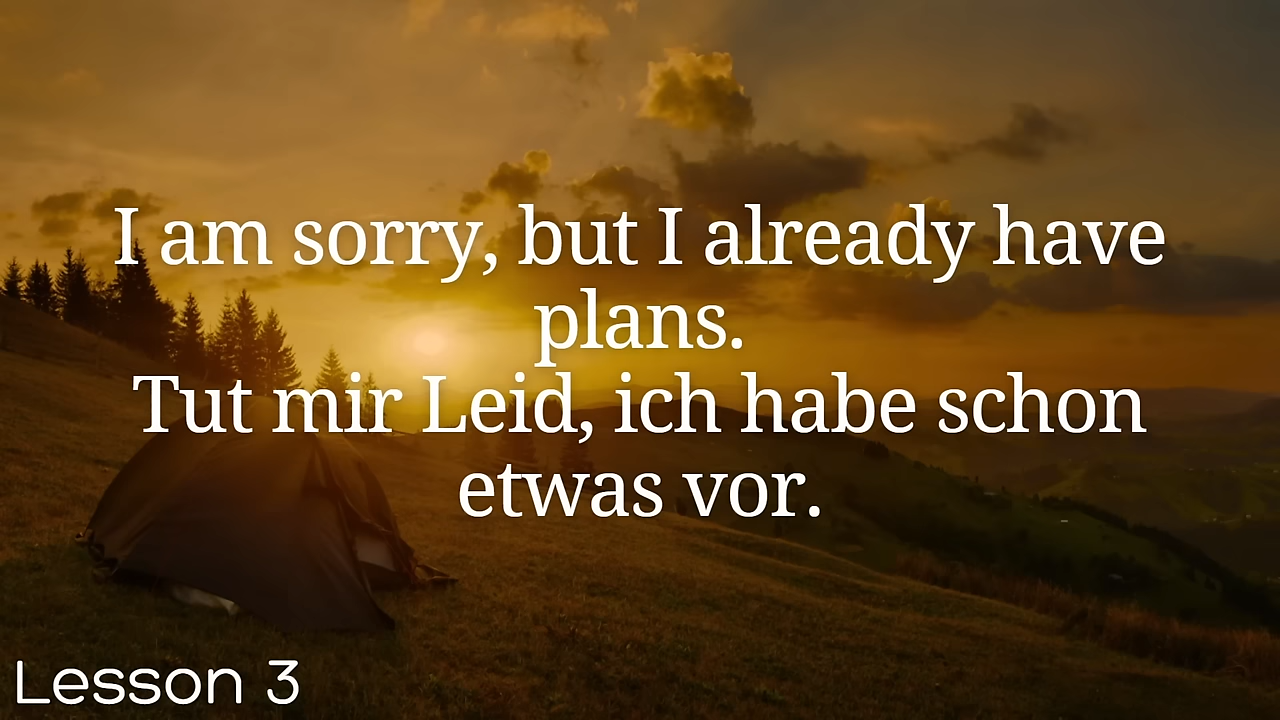 I am sorry, but I already have
plans.
Tut mir Leid, ich habe schon
etwas vor.
Lesson 3